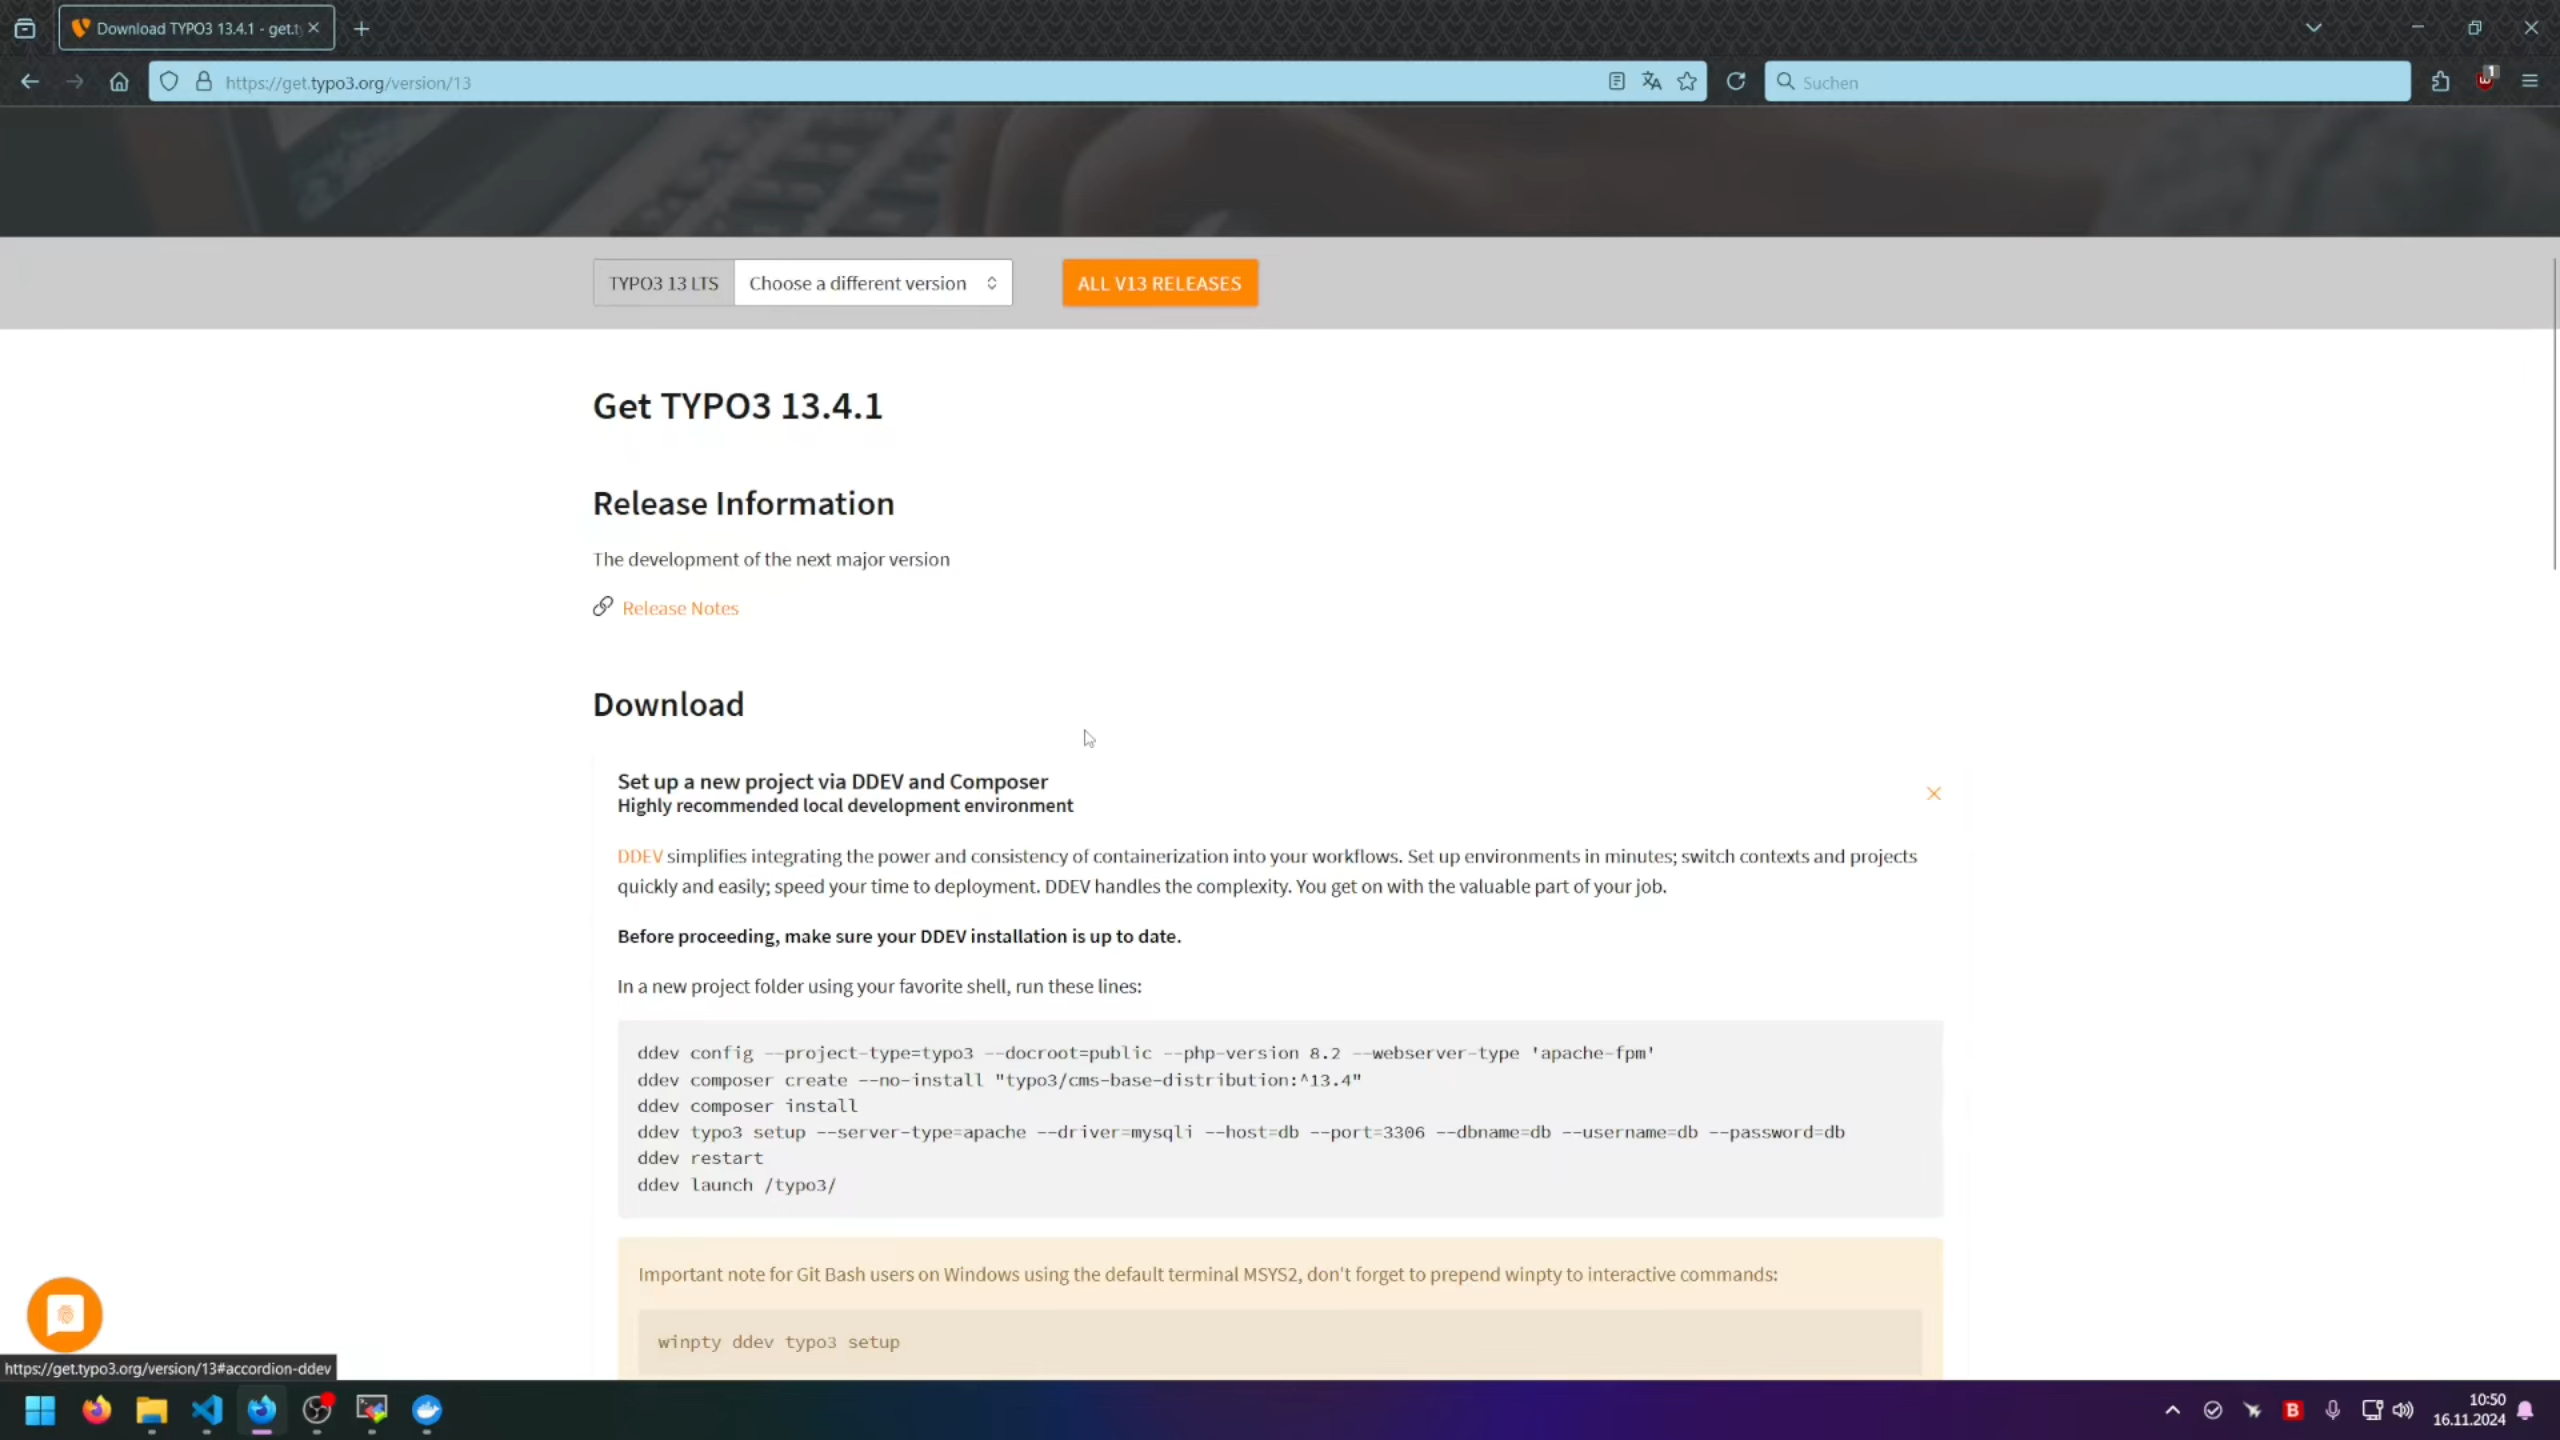 Download TYPO3 13.4.1 - get.t
https://get.typo3.org/version/13
Suchen
1
TYPO3 13 LTS
Choose a different version
ALL V13 RELEASES
Get TYPO3 13.4.1
Release Information
The development of the next major version
Release Notes
Download
Set up a new project via DDEV and Composer
Highly recommended local development environment
DDEV simplifies integrating the power and consistency of containerization into your workflows. Set up environments in minutes; switch contexts and projects
quickly and easily; speed your time to deployment. DDEV handles the complexity. You get on with the valuable part of your job.
Before proceeding, make sure your DDEV installation is up to date.
In a new project folder using your favorite shell, run these lines:
ddev config --project-type=typo3 --docroot=public --php-version 8.2 --webserver-type 'apache-fpm'
ddev composer create --no-install "typo3/cms-base-distribution:^13.4"
ddev composer install
ddev typo3 setup --server-type=apache --driver=mysqli --host=db --port=3306 --dbname=db --username=db --password=db
ddev restart
ddev launch /typo3/
Important note for Git Bash users on Windows using the default terminal MSYS2, don't forget to prepend winpty to interactive commands:
winpty ddev typo3 setup
https://get.typo3.org/version/13#accordion-ddev
B
10:50
16.11.2024